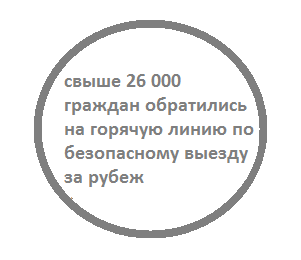 свыше 26 000
граждан обратились
на горячую линию по
безопасному выезду
за рубеж